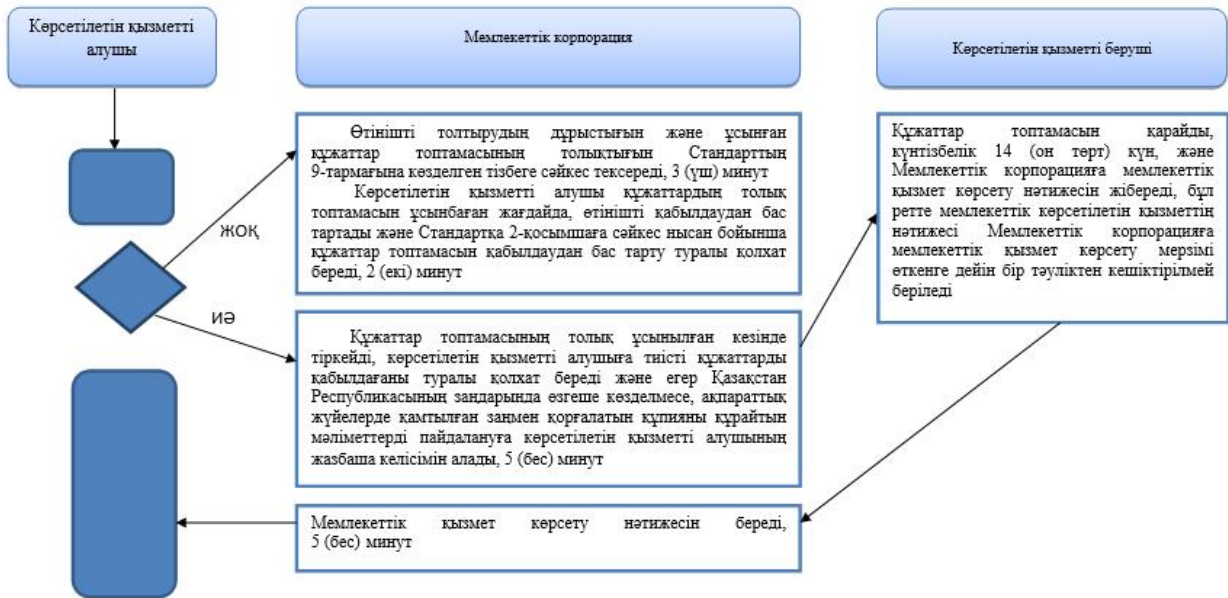 Көрсетілетін қызметті
алушы
Мемлекеттік корпорация
Көрсетілетін қызметті беруші
Өтінішті толтырудың дұрыстығын және ұсынған
құжаттар топтамасының толықтығын Стандарттың
9-тармағына көзделген тізбеге сәйкес тексереді, 3 (үш) минут
Көрсетілетін қызметті алушы құжаттардың толық
топтамасын ұсынбаған жағдайда, өтінішті қабылдаудан бас
тартады және Стандартқа 2-қосымшаға сәйкес нысан бойынша
құжаттар топтамасын қабылдаудан бас тарту туралы қолхат
береді, 2 (екі) минут
Құжаттар топтамасын қарайды,
күнтізбелік 14 (он төрт) күн, және
Мемлекеттік корпорацияға мемлекеттік
қызмет көрсету нәтижесін жібереді, бұл
ретте мемлекеттік көрсетілетін қызметтің
нәтижесі Мемлекеттік корпорацияға
мемлекеттік қызмет көрсету мерзімі
өткенге дейін бір тәуліктен кешіктірілмей
беріледі
жоқ
иә
Құжаттар топтамасының толық ұсынылған кезінде
тіркейді, көрсетілетін қызметті алушыға тиісті құжаттарды
қабылдағаны туралы қолхат береді және егер Қазақстан
Республикасының заңдарында өзгеше көзделмесе, ақпараттық
жүйелерде қамтылған заңмен қорғалатын құпияны құрайтын
мәліметтерді пайдалануға көрсетілетін қызметті алушының
жазбаша келісімін алады, 5 (бес) минут
Мемлекеттік қызмет көрсету нәтижесін береді,
5 (бес) минут